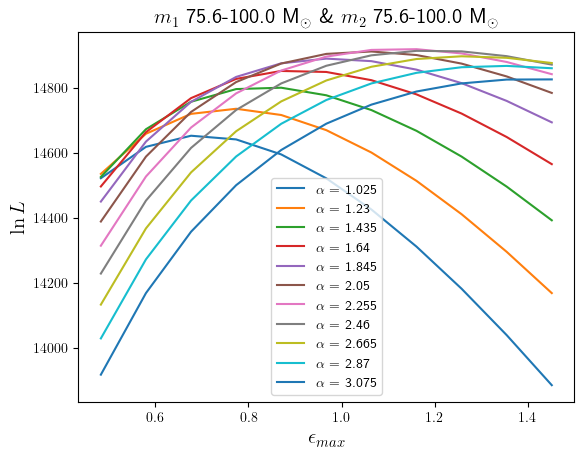 m₁ 75.6-100.0 M☉ & m₂ 75.6-100.0 M☉
ln L
14800
14600
14400
14200
14000
α = 1.025
α = 1.23
α = 1.435
α = 1.64
α = 1.845
α = 2.05
α = 2.255
α = 2.46
α = 2.665
α = 2.87
α = 3.075
0.6 0.8 1.0 1.2 1.4
ϵmax